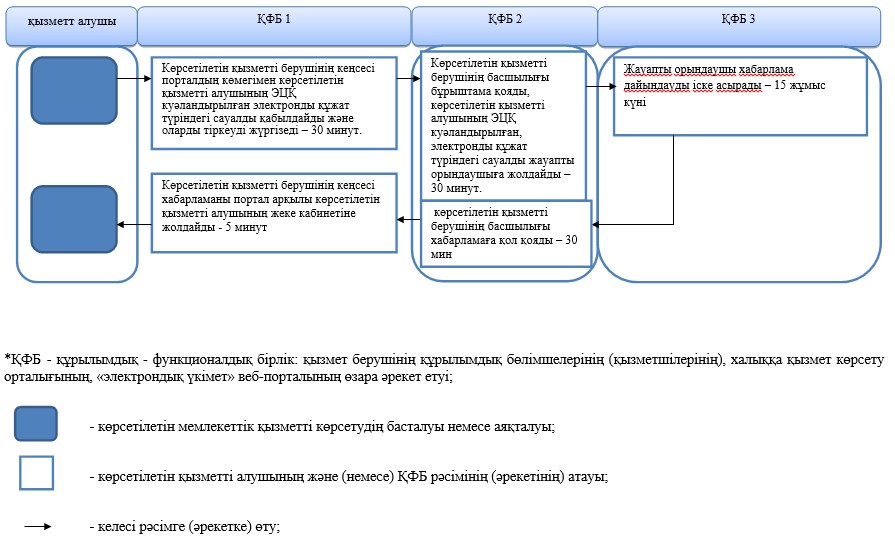 қызметт алушы
ҚФБ 1
ҚФБ 2
ҚФБ 3
Көрсетілетін қызметті берушінің кеңсесі
порталдың көмегімен көрсетілетін
қызметті алушының ЭЦҚ
куәландырылған электронды құжат
түріндегі сауалды қабылдайды және
оларды тіркеуді жүргізеді – 30 минут.
Көрсетілетін қызметті
берушінің басшылығы
бұрыштама қояды,
көрсетілетін қызметті
алушының ЭЦҚ
куәландырылған,
электронды құжат
түріндегі сауалды жауапты
орындаушыға жолдайды –
30 минут.
Жауапты орындаушы хабарлама
дайындауды іске асырады – 15 жұмыс
күні
Көрсетілетін қызметті берушінің кеңсесі
хабарламаны портал арқылы көрсетілетін
қызметті алушының жеке кабинетіне
жолдайды - 5 минут
көрсетілетін қызметті
берушінің басшылығы
хабарламаға қол қояды – 30
мин
*ҚФБ - құрылымдық - функционалдық бірлік: қызмет берушінің құрылымдық бөлімшелерінің (қызметшілерінің), халыққа қызмет көрсету
орталығының, «электрондық үкімет» веб-порталының өзара әрекет етуі;
- көрсетілетін мемлекеттік қызметті көрсетудің басталуы немесе аяқталуы;
- көрсетілетін қызметті алушының және (немесе) ҚФБ рәсімінің (әрекетінің) атауы;
- келесі рәсімге (әрекетке) өту;